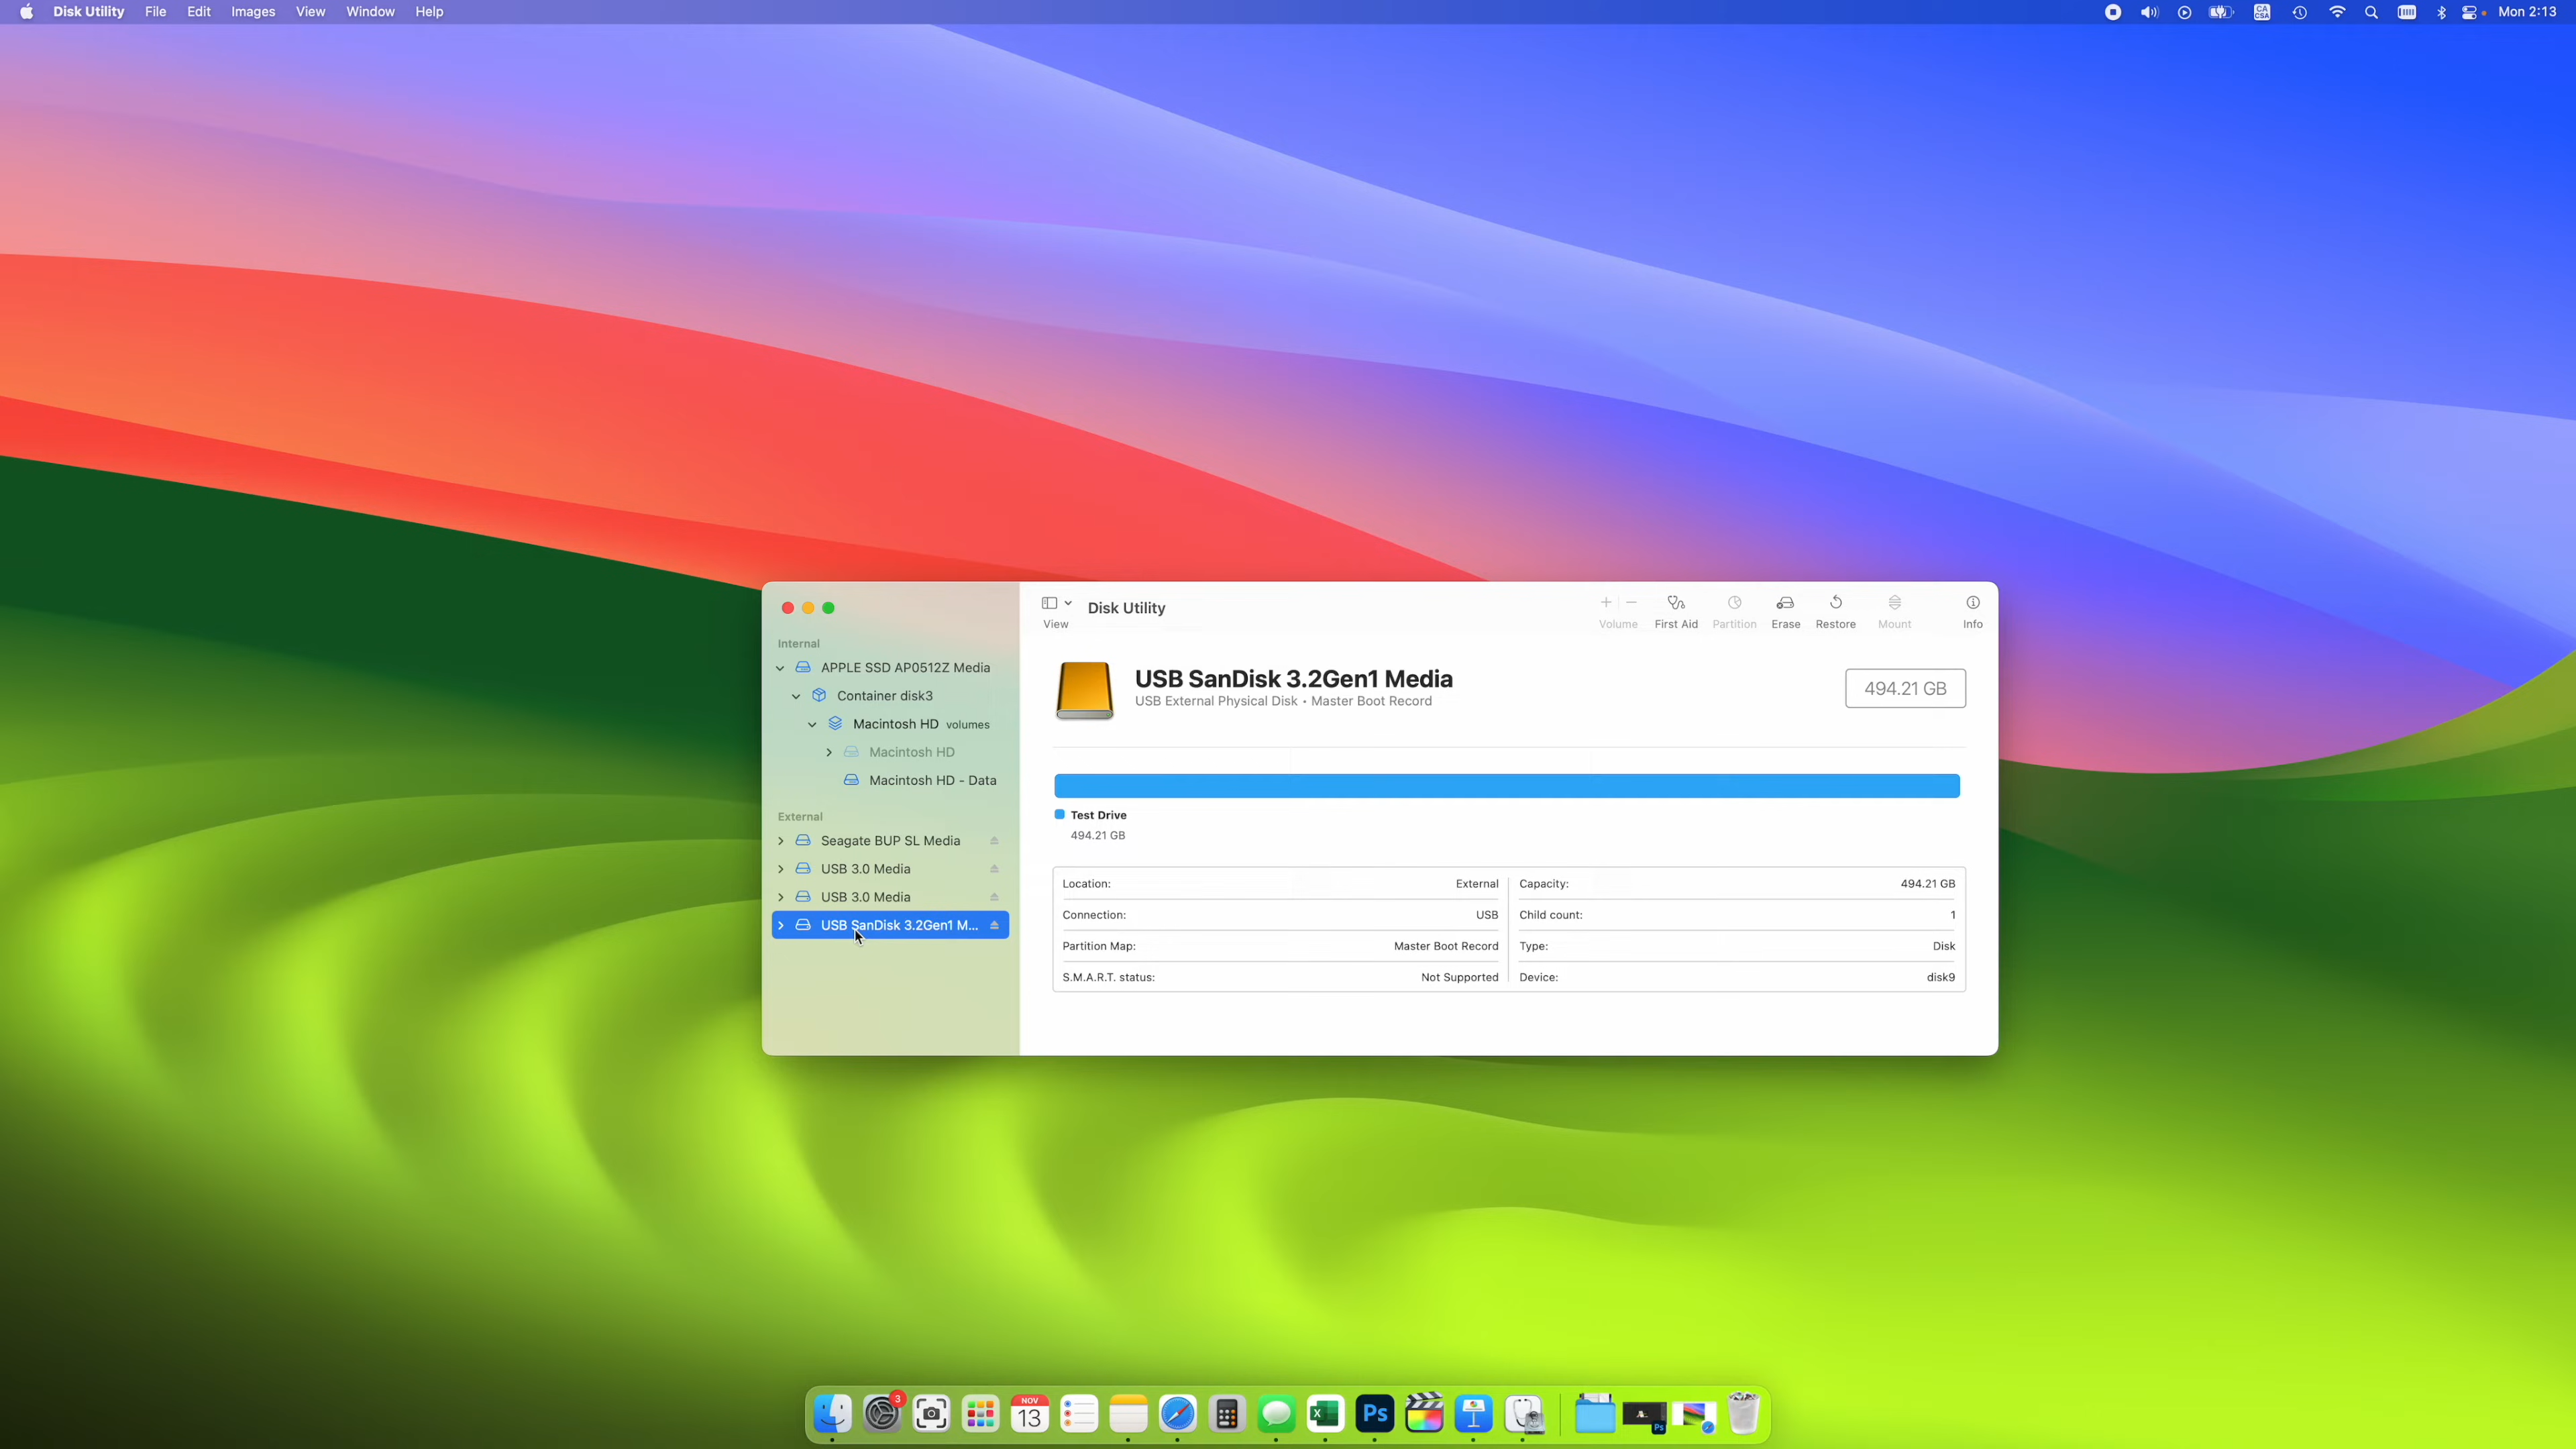 Disk Utility File Edit Images View Window Help
CA
CSA
Mon 2:13
Disk Utility
View
Volume First Aid Partition Erase Restore Mount Info
Internal
APPLE SSD AP0512Z Media
Container disk3
Macintosh HD volumes
Macintosh HD
Macintosh HD - Data
External
Seagate BUP SL Media
USB 3.0 Media
USB 3.0 Media
USB SanDisk 3.2Gen1 M...
USB SanDisk 3.2Gen1 Media
USB External Physical Disk • Master Boot Record
494.21 GB
Test Drive
494.21 GB
Location: External Capacity: 494.21 GB
Connection: USB Child count: 1
Partition Map: Master Boot Record Type: Disk
S.M.A.R.T. status: Not Supported Device: disk9
3
NOV
13
X
Ps
Ps